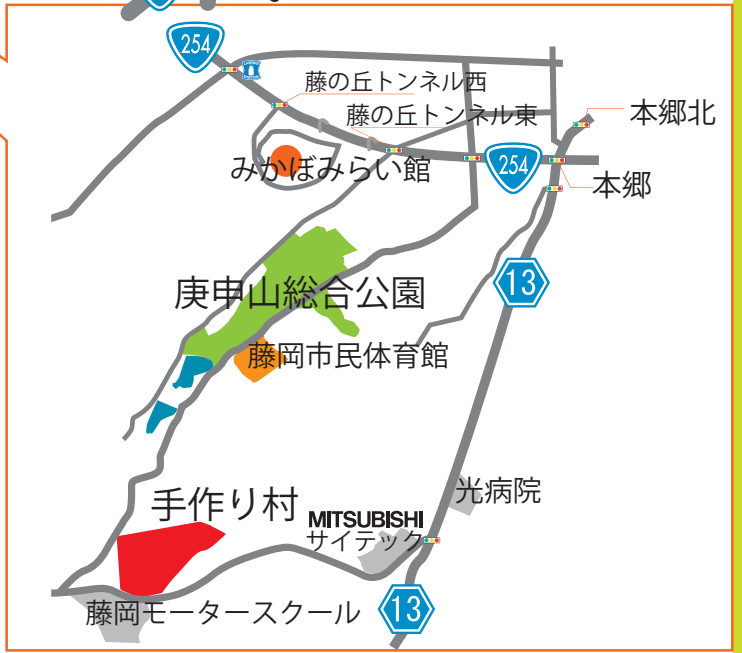 254
藤の丘トンネル西
藤の丘トンネル東
本郷北
みかぼみらい館
254
本郷
庚申山総合公園
13
藤岡市民体育館
光病院
手作り村
MITSUBISHI
サイテック
藤岡モータースクール
13